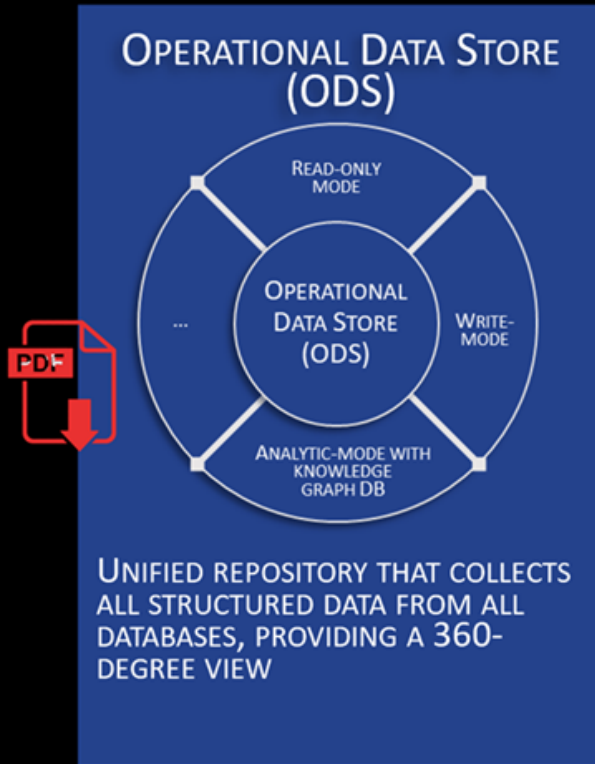 OPERATIONAL DATA STORE
(ODS)
READ-ONLY
MODE
OPERATIONAL
DATA STORE
(ODS)
...
WRITE-
MODE
ANALYTIC-MODE WITH
KNOWLEDGE
GRAPH DB
PDF
UNIFIED REPOSITORY THAT COLLECTS
ALL STRUCTURED DATA FROM ALL
DATABASES, PROVIDING A 360-
DEGREE VIEW